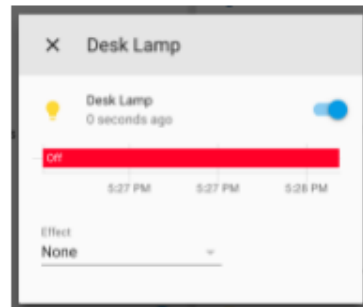 Desk Lamp
Desk Lamp
0 seconds ago
Off
5:27 PM 5:27 PM 5:28 PM
Effect
None